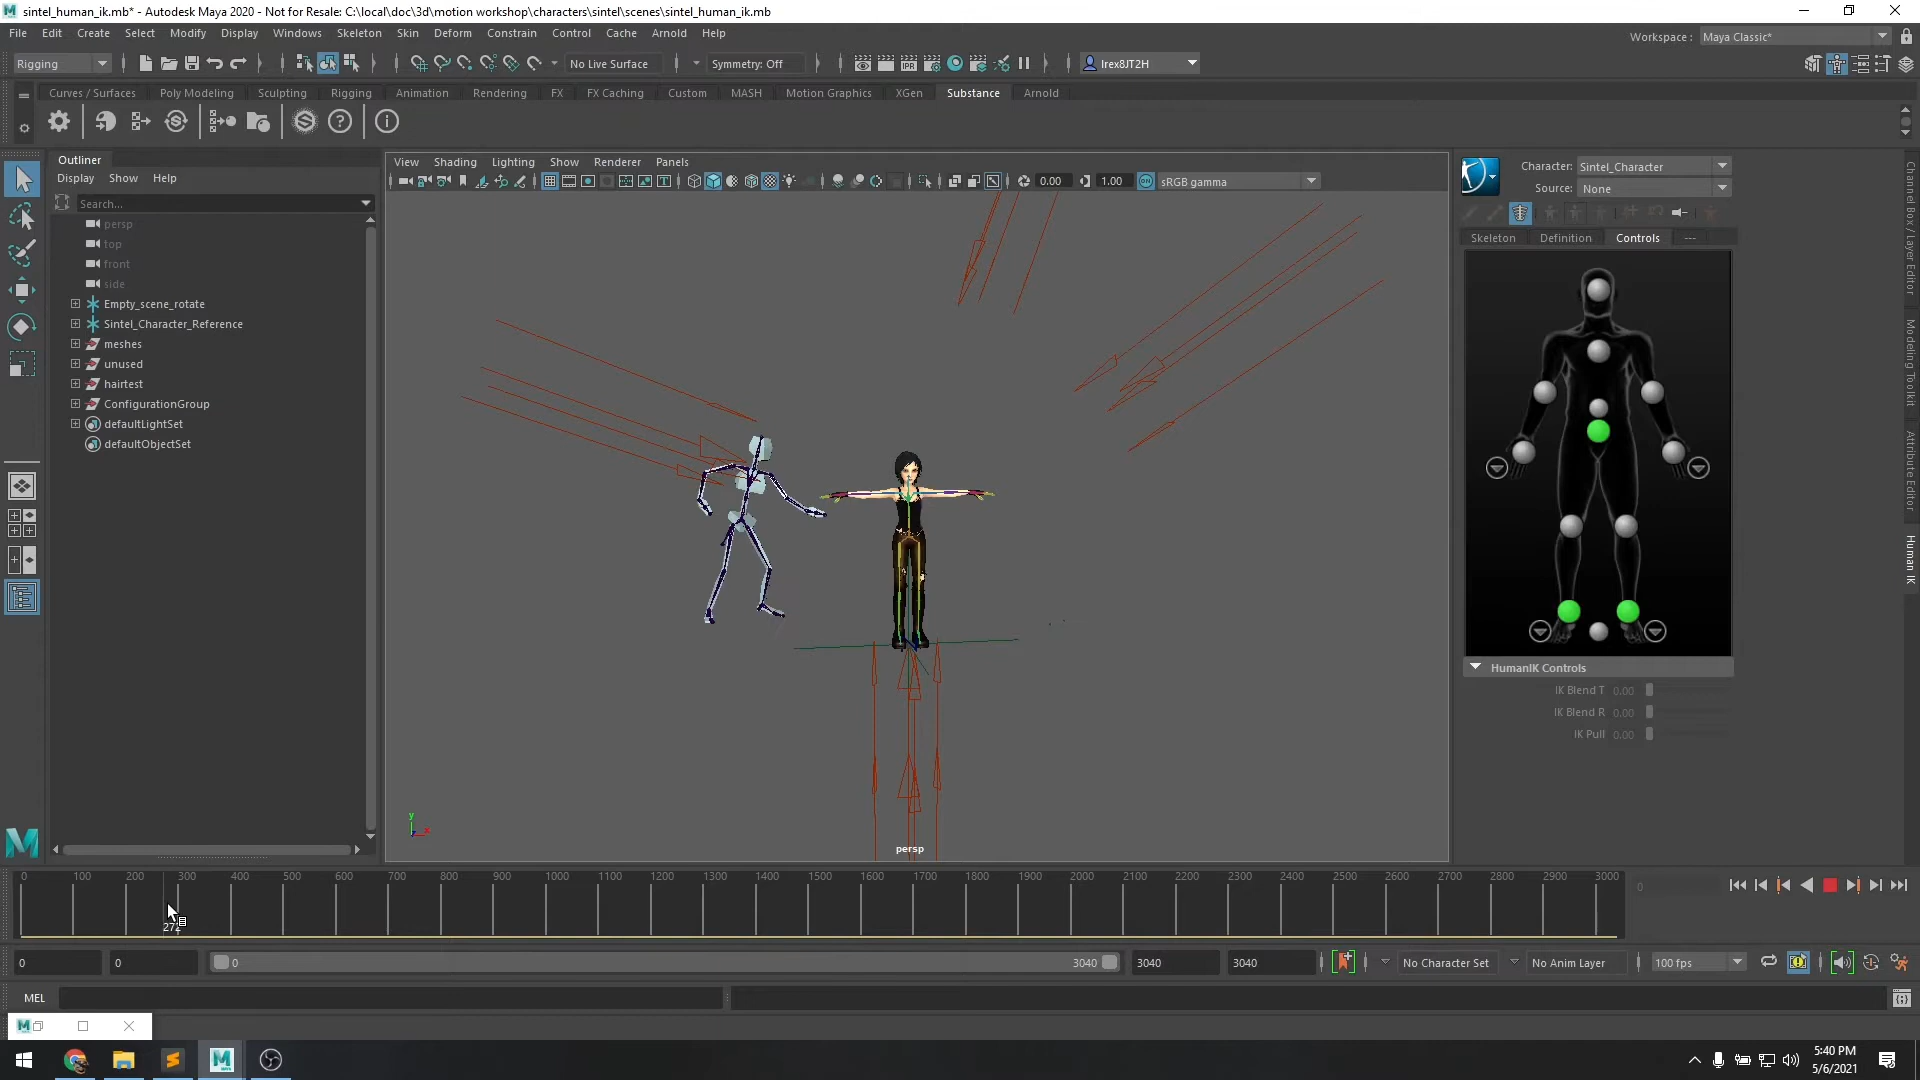 sintel_human_ik.mb* - Autodesk Maya 2020 - Not for Resale: C:\local\doc\3d\motion workshop\characters\sintel\scenes\sintel_human_ik.mb
File Edit Create Select Modify Display Windows Skeleton Skin Deform Constrain Control Cache Arnold Help
Workspace : Maya Classic*
Rigging
No Live Surface
Symmetry: Off
IPR
lrex8JT2H
Curves / Surfaces Poly Modeling Sculpting Rigging Animation Rendering FX FX Caching Custom MASH Motion Graphics XGen Substance Arnold
Outliner
Display Show Help
Search...
persp
top
front
side
Empty_scene_rotate
Sintel_Character_Reference
meshes
unused
hairtest
ConfigurationGroup
defaultLightSet
defaultObjectSet
View Shading Lighting Show Renderer Panels
0.00 1.00 ON sRGB gamma
y
x
persp
Character: Sintel_Character
Source: None
Skeleton Definition Controls ---
HumanIK Controls
IK Blend T 0.00
IK Blend R 0.00
IK Pull 0.00
Channel Box / Layer Editor
Modeling Toolkit
Attribute Editor
Human IK
0 100 200 300 400 500 600 700 800 900 1000 1100 1200 1300 1400 1500 1600 1700 1800 1900 2000 2100 2200 2300 2400 2500 2600 2700 2800 2900 3000
0
0 0 0 3040 3040 3040 No Character Set No Anim Layer 100 fps
MEL
M
MAYA
5:40 PM
5/6/2021